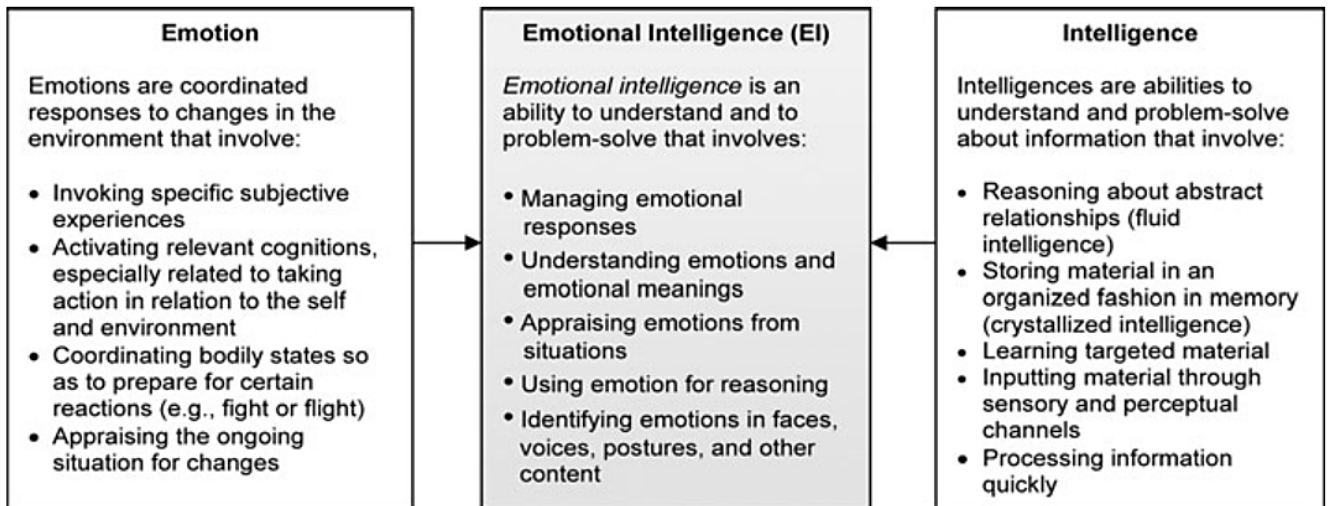 Emotion
Emotions are coordinated
responses to changes in the
environment that involve:
• Invoking specific subjective
experiences
• Activating relevant cognitions,
especially related to taking
action in relation to the self
and environment
• Coordinating bodily states so
as to prepare for certain
reactions (e.g., fight or flight)
• Appraising the ongoing
situation for changes
Emotional Intelligence (EI)
Emotional intelligence is an
ability to understand and to
problem-solve that involves:
• Managing emotional
responses
• Understanding emotions and
emotional meanings
• Appraising emotions from
situations
• Using emotion for reasoning
• Identifying emotions in faces,
voices, postures, and other
content
Intelligence
Intelligences are abilities to
understand and problem-solve
about information that involve:
• Reasoning about abstract
relationships (fluid
intelligence)
• Storing material in an
organized fashion in memory
(crystallized intelligence)
• Learning targeted material
• Inputting material through
sensory and perceptual
channels
• Processing information
quickly